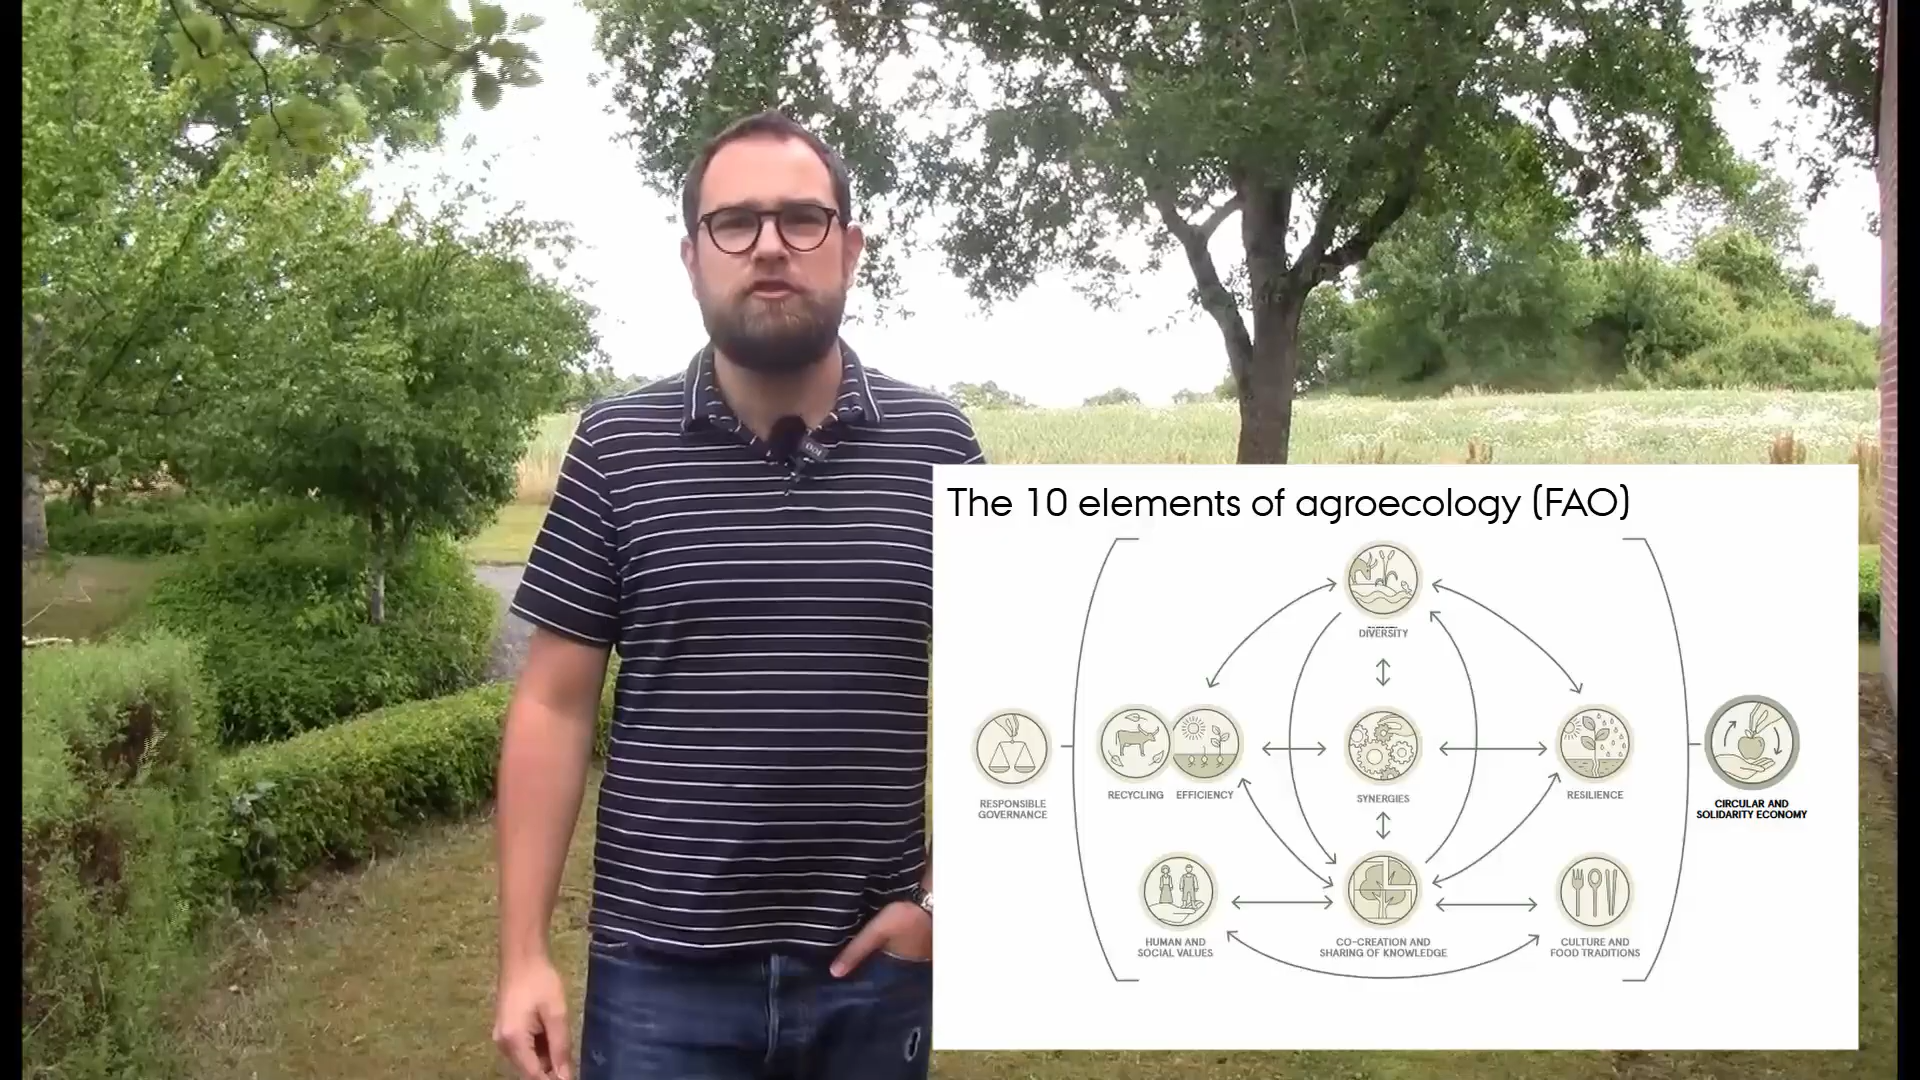 The 10 elements of agroecology (FAO)
DIVERSITY
RECYCLING
EFFICIENCY
SYNERGIES
RESILIENCE
RESPONSIBLE
GOVERNANCE
CIRCULAR AND
SOLIDARITY ECONOMY
HUMAN AND
SOCIAL VALUES
CO-CREATION AND
SHARING OF KNOWLEDGE
CULTURE AND
FOOD TRADITIONS